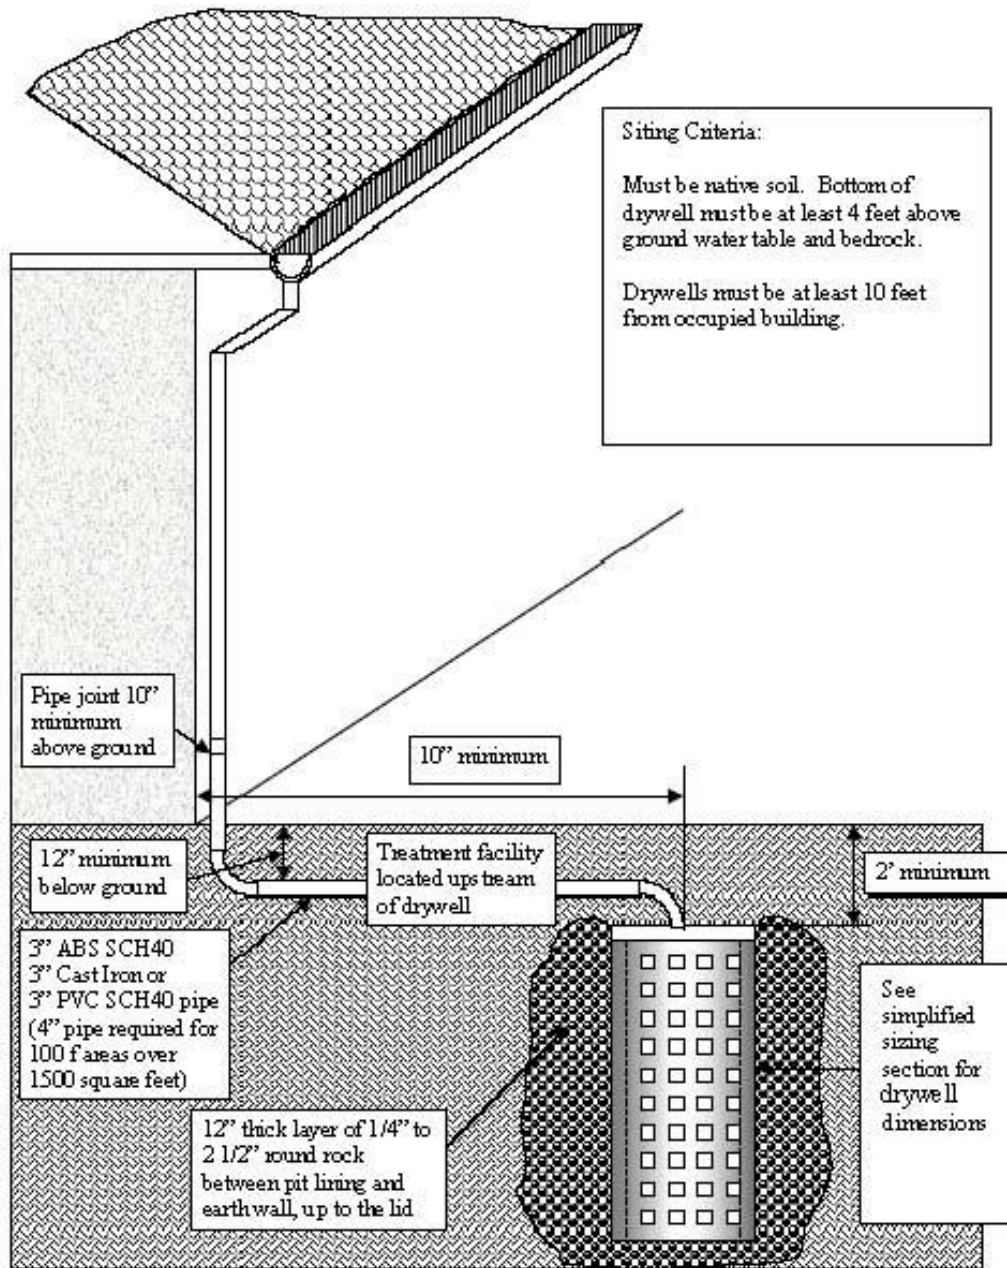 Siting Criteria:
Must be native soil. Bottom of
drywell must be at least 4 feet above
ground water table and bedrock.
Drywells must be at least 10 feet
from occupied building.
Pipe joint 10”
minimum
above ground
10” minimum
12” minimum
below ground
Treatment facility
located upstream
of drywell
2’ minimum
3” ABS SCH40
3” Cast Iron or
3” PVC SCH40 pipe
(4” pipe required for
100 f areas over
1500 square feet)
See
simplified
sizing
section for
drywell
dimensions
12” thick layer of 1/4” to
2 1/2” round rock
between pit lining and
earth wall, up to the lid